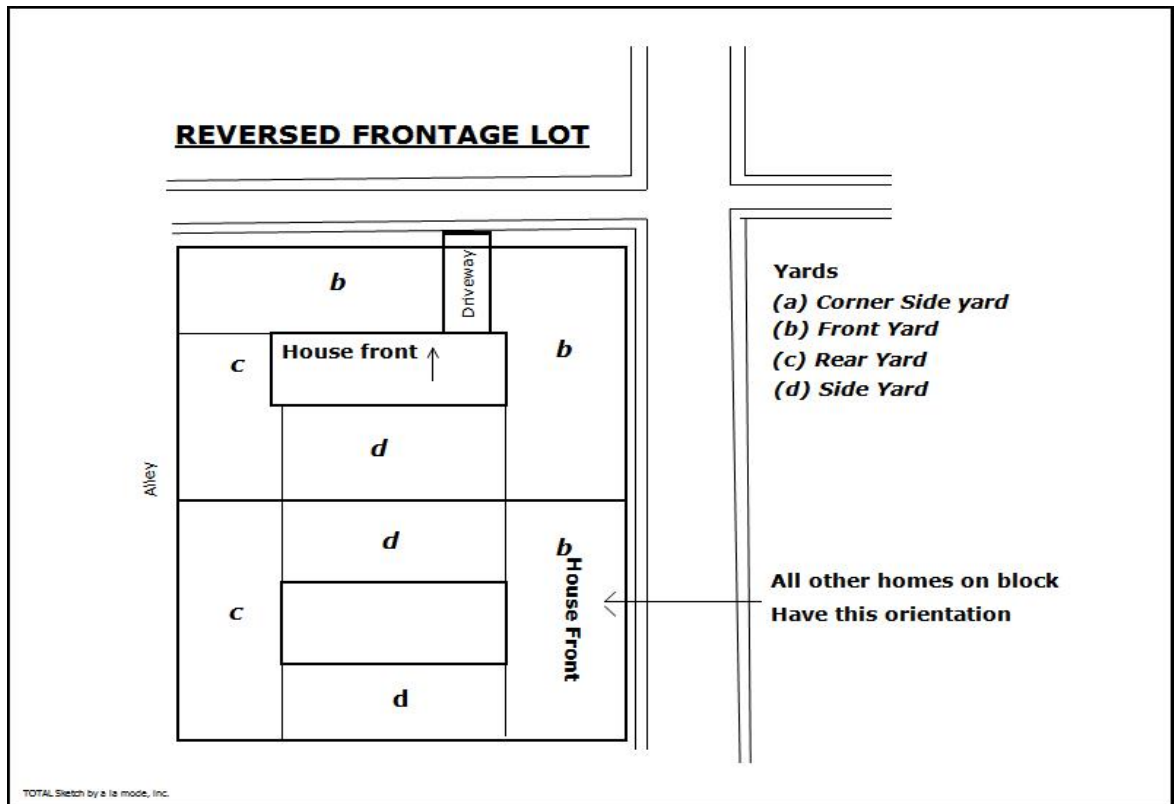 REVERSED FRONTAGE LOT
b
Driveway
b
House front
c
d
Alley
d
b
House Front
c
d
Yards
(a) Corner Side yard
(b) Front Yard
(c) Rear Yard
(d) Side Yard
All other homes on block
Have this orientation
TOTAL Sketch by a la mode, inc.